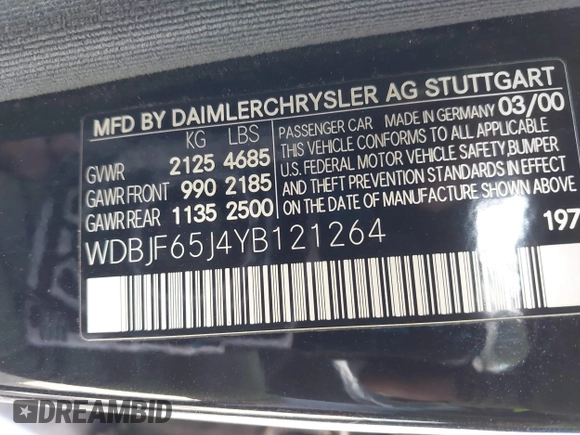 MFD BY DAIMLERCHRYSLER AG STUTTGART
KG LBS
GVWR 2125 4685
GAWR FRONT 990 2185
GAWR REAR 1135 2500
PASSENGER CAR MADE IN GERMANY 03/00
THIS VEHICLE CONFORMS TO ALL APPLICABLE
U.S. FEDERAL MOTOR VEHICLE SAFETY, BUMPER
AND THEFT PREVENTION STANDARDS IN EFFECT
ON THE DATE OF MANUFACTURE SHOWN ABOVE
WDBJF65J4YB121264
197
DREAMBID